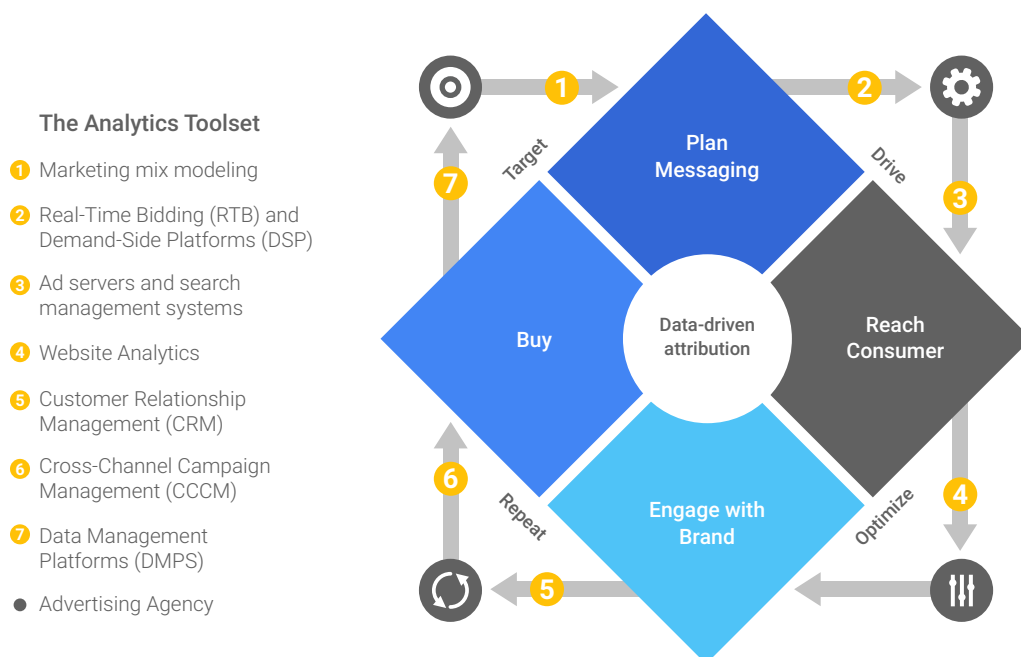 The Analytics Toolset
1 Marketing mix modeling
2 Real-Time Bidding (RTB) and
Demand-Side Platforms (DSP)
3 Ad servers and search
management systems
4 Website Analytics
5 Customer Relationship
Management (CRM)
6 Cross-Channel Campaign
Management (CCCM)
7 Data Management
Platforms (DMPS)
Advertising Agency
1
2
Target
Plan
Messaging
Drive
7
3
Buy
Data-driven
attribution
Reach
Consumer
6
4
Repeat
Engage with
Brand
Optimize
5